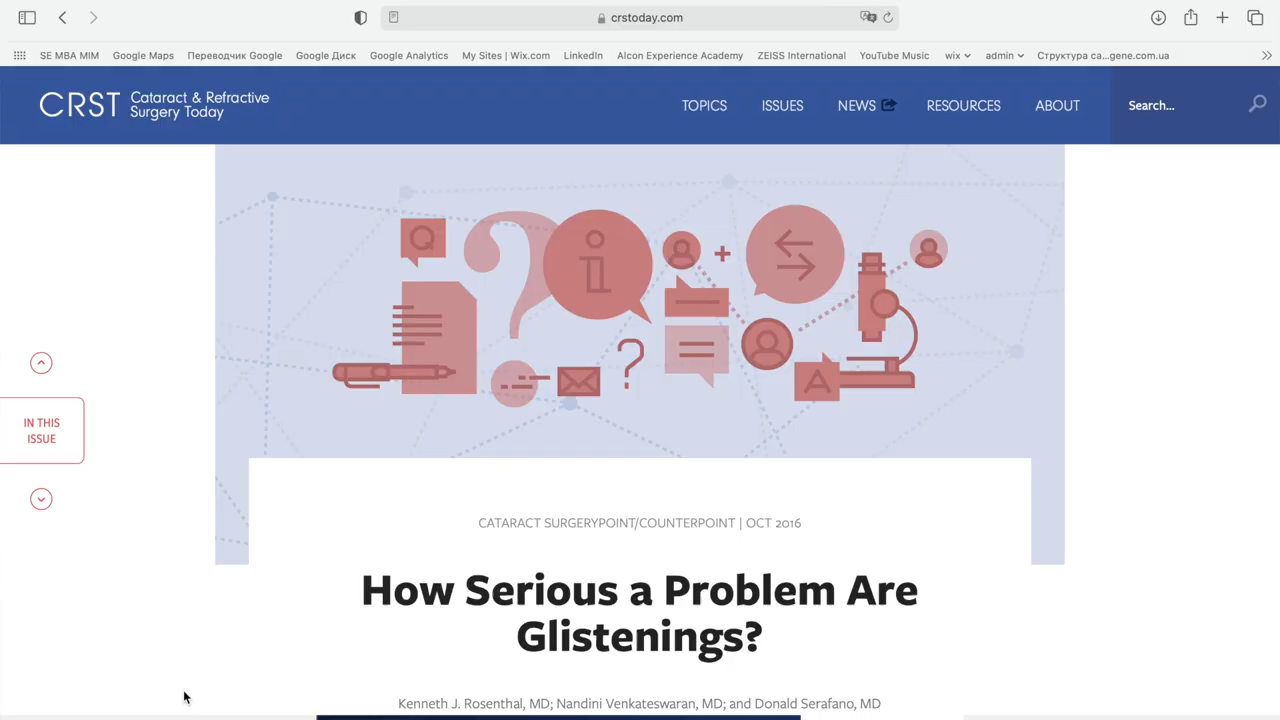 crstoday.com
SE MBA MIM Google Maps Переводчик Google Google Диск Google Analytics My Sites | Wix.com LinkedIn Alcon Experience Academy ZEISS International YouTube Music wix admin Структура са...gene.com.ua
CRST Cataract & Refractive
Surgery Today
TOPICS ISSUES NEWS RESOURCES ABOUT Search...
Q
?
i
?
A
IN THIS
ISSUE
CATARACT SURGERYPOINT/COUNTERPOINT | OCT 2016
How Serious a Problem Are
Glistenings?
Kenneth J. Rosenthal, MD; Nandini Venkateswaran, MD; and Donald Serafano, MD